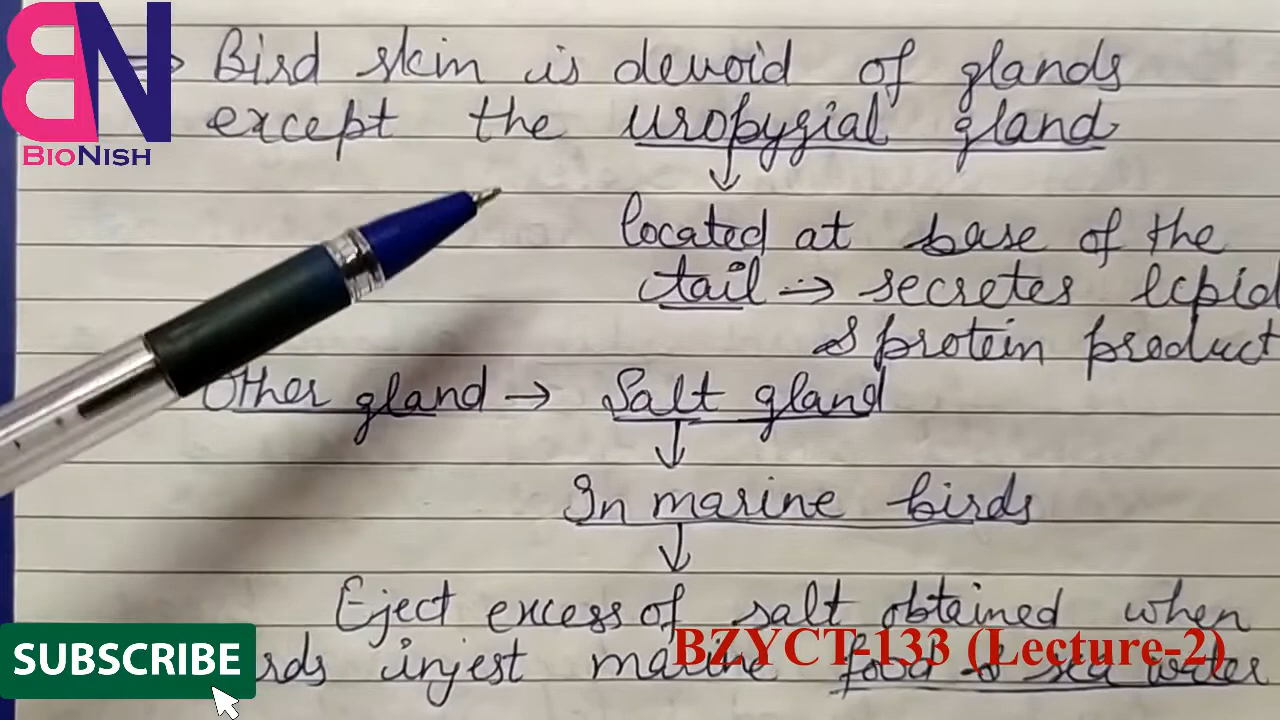 BN
BIONISH
⇒ Bird skin is devoid of glands
except the uropygial gland
↓
located at base of the
tail → secretes lipid
& protein product
Other gland → Salt gland
↓
In marine birds
↓
Eject excess of salt obtained when
rds injest marine food & sea water
SUBSCRIBE
BZYCT-133 (Lecture-2)